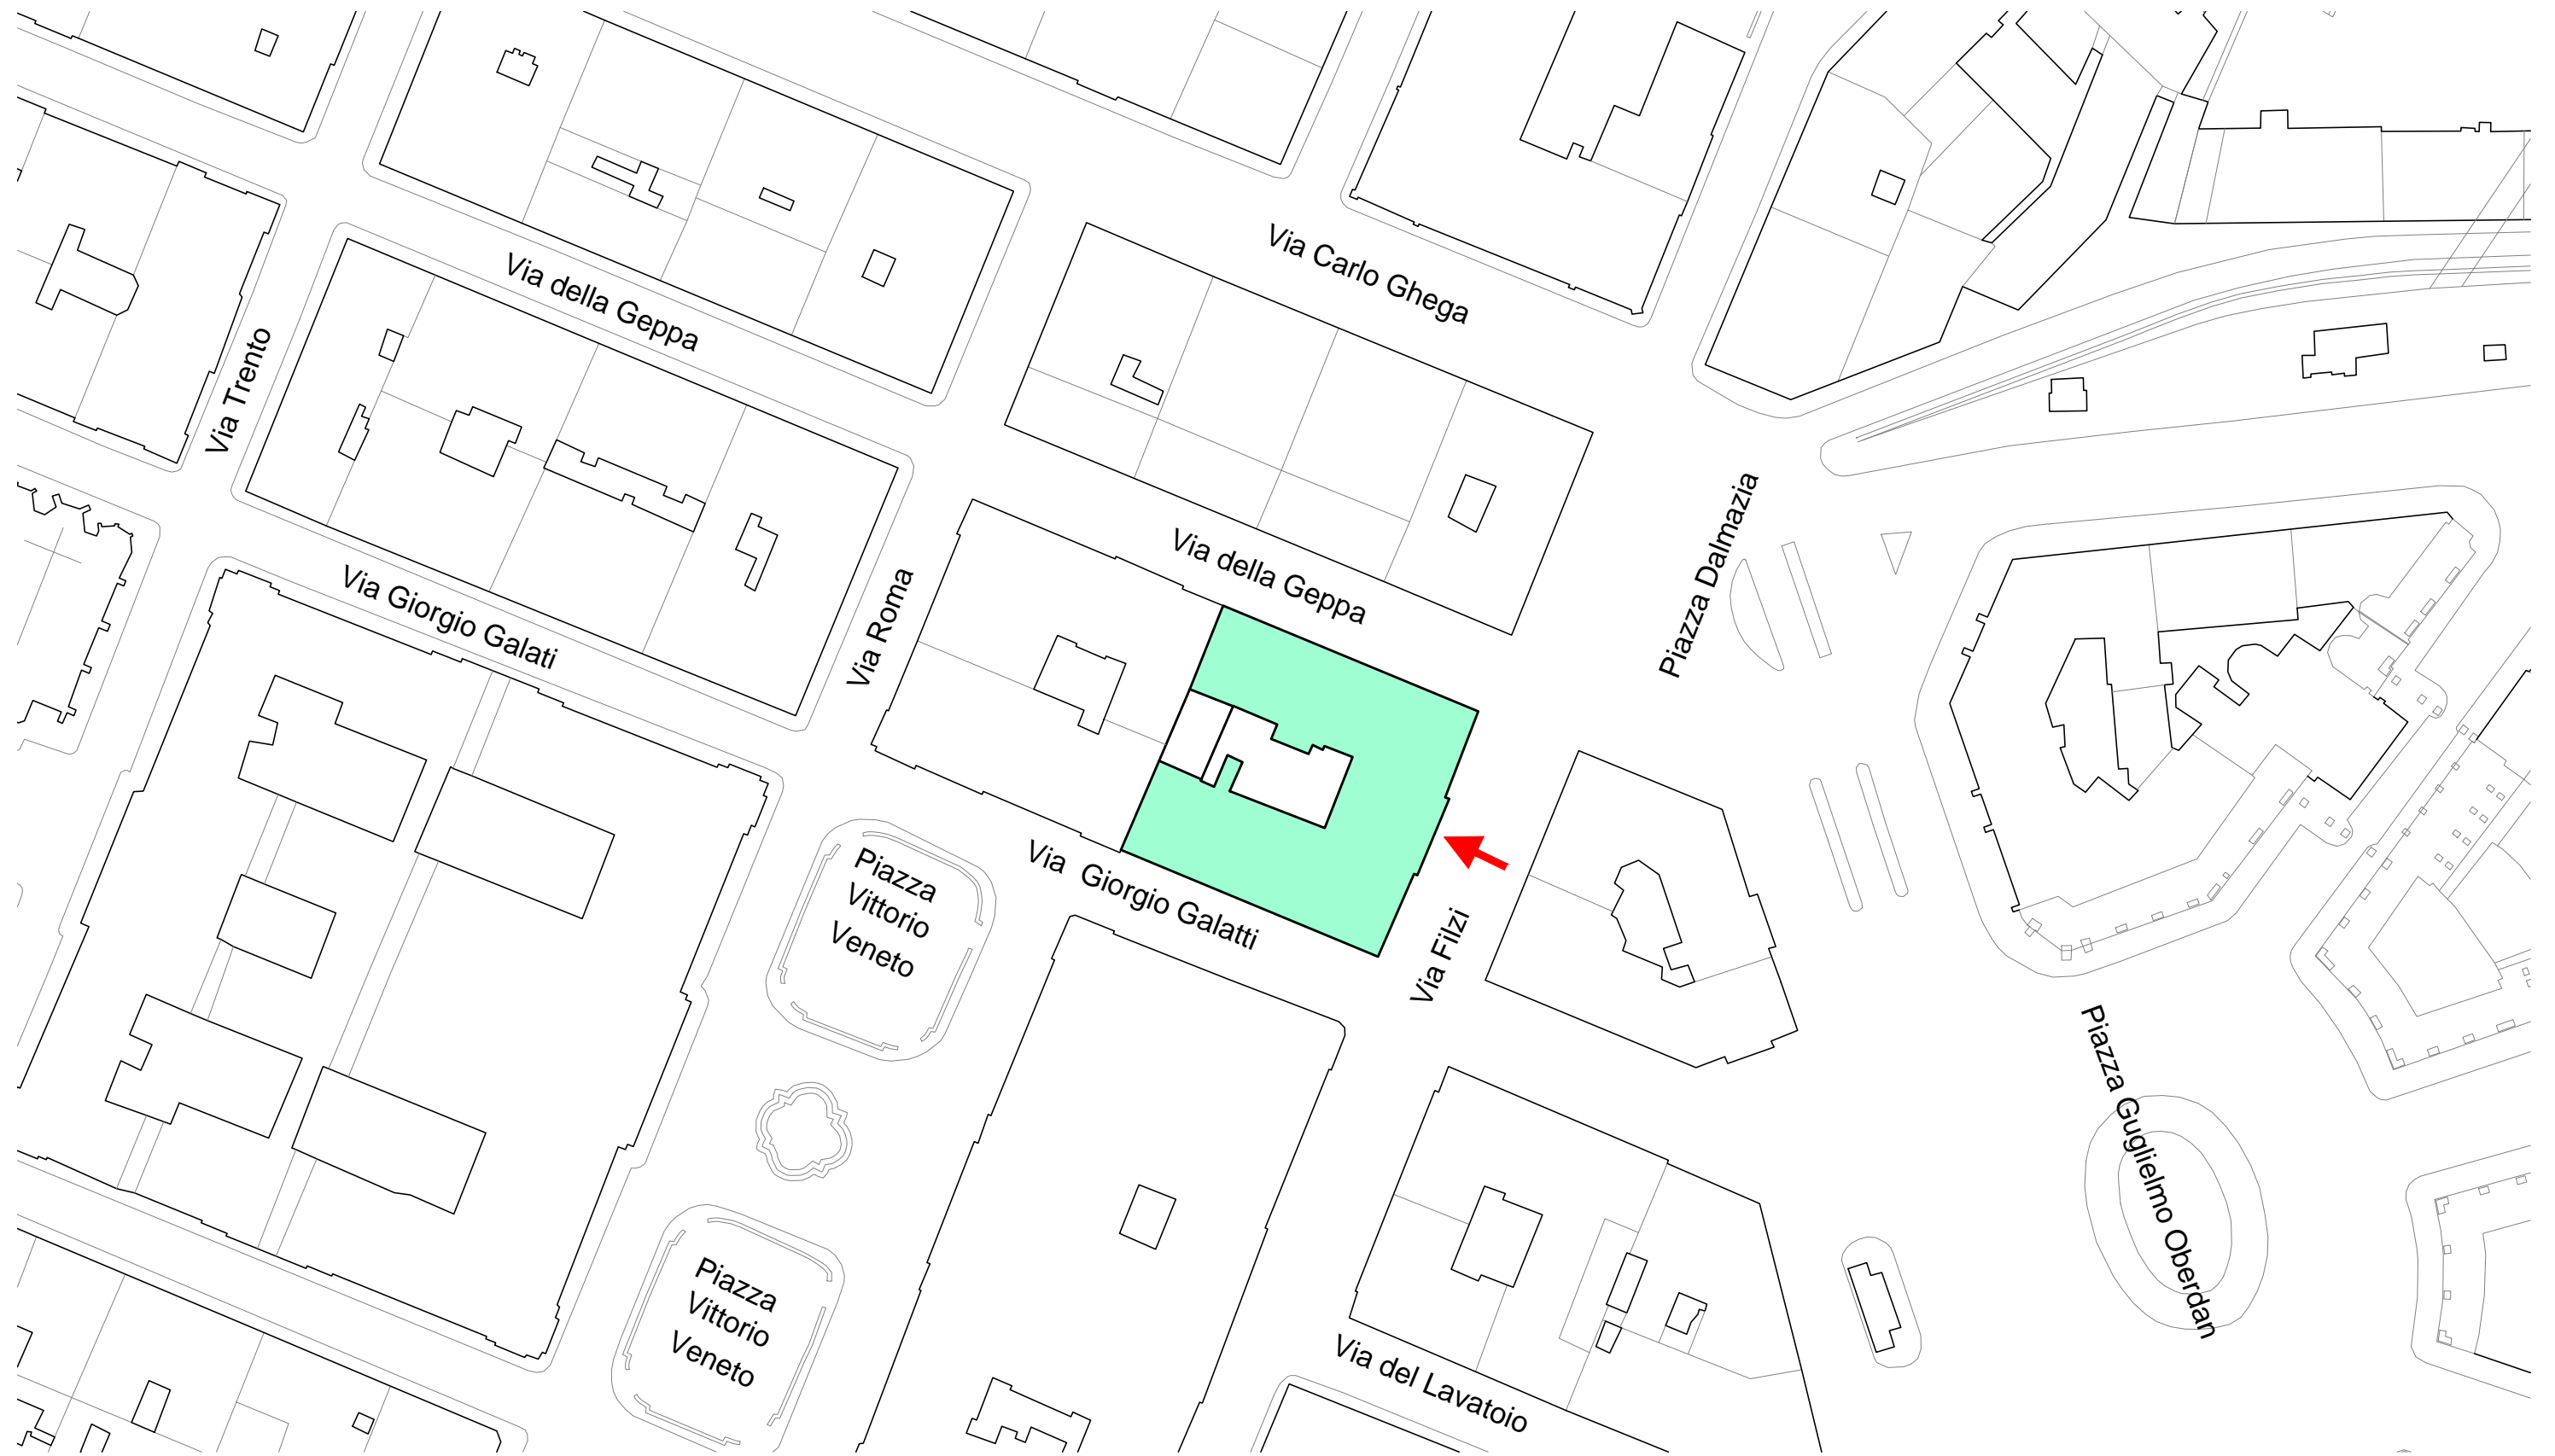 Via Carlo Ghega
Via della Geppa
Via Trento
Piazza Dalmazia
Via della Geppa
Via Giorgio Galati
Via Roma
Piazza
Vittorio
Veneto
Via Giorgio Galatti
Via Filzi
Piazza Guglielmo Oberdan
Piazza
Vittorio
Veneto
Via del Lavatoio